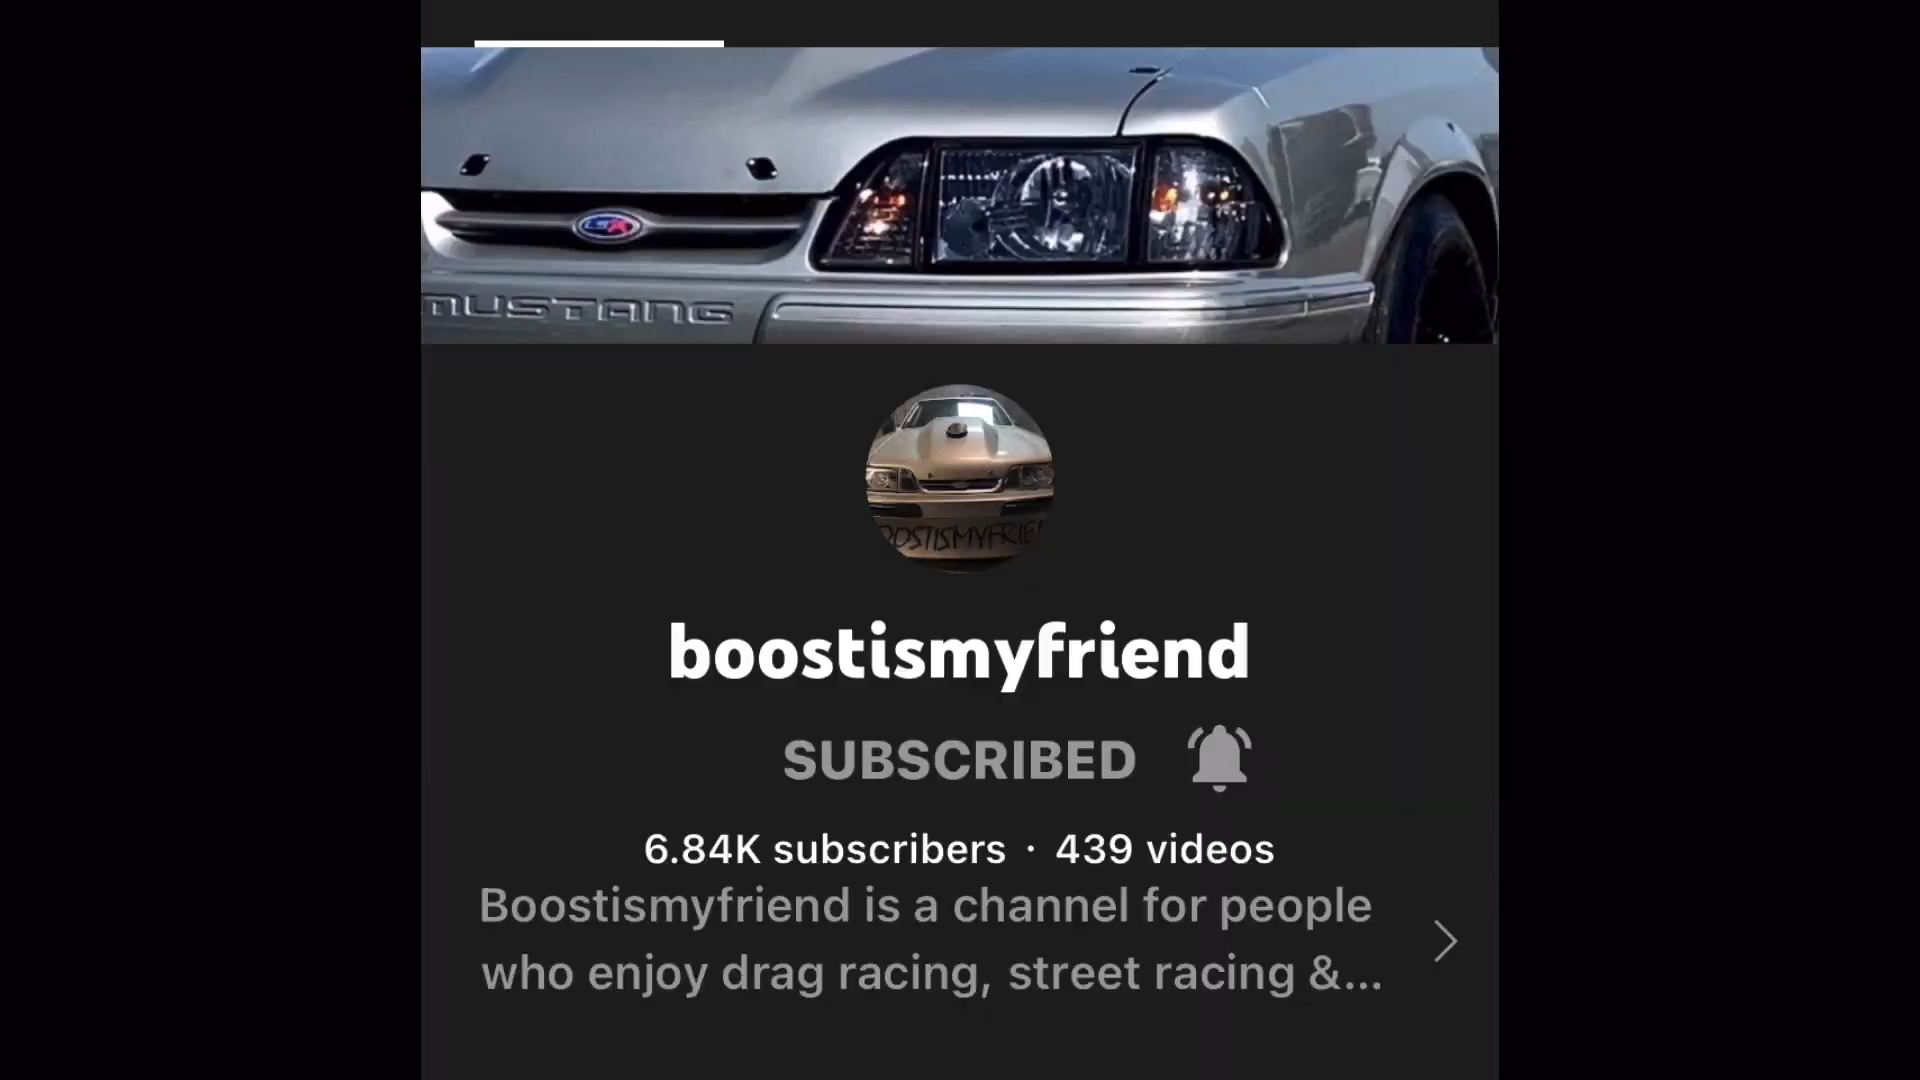 MUSTANG
OOSTISMYFRIE
boostismyfriend
SUBSCRIBED
6.84K subscribers · 439 videos
Boostismyfriend is a channel for people
who enjoy drag racing, street racing &...